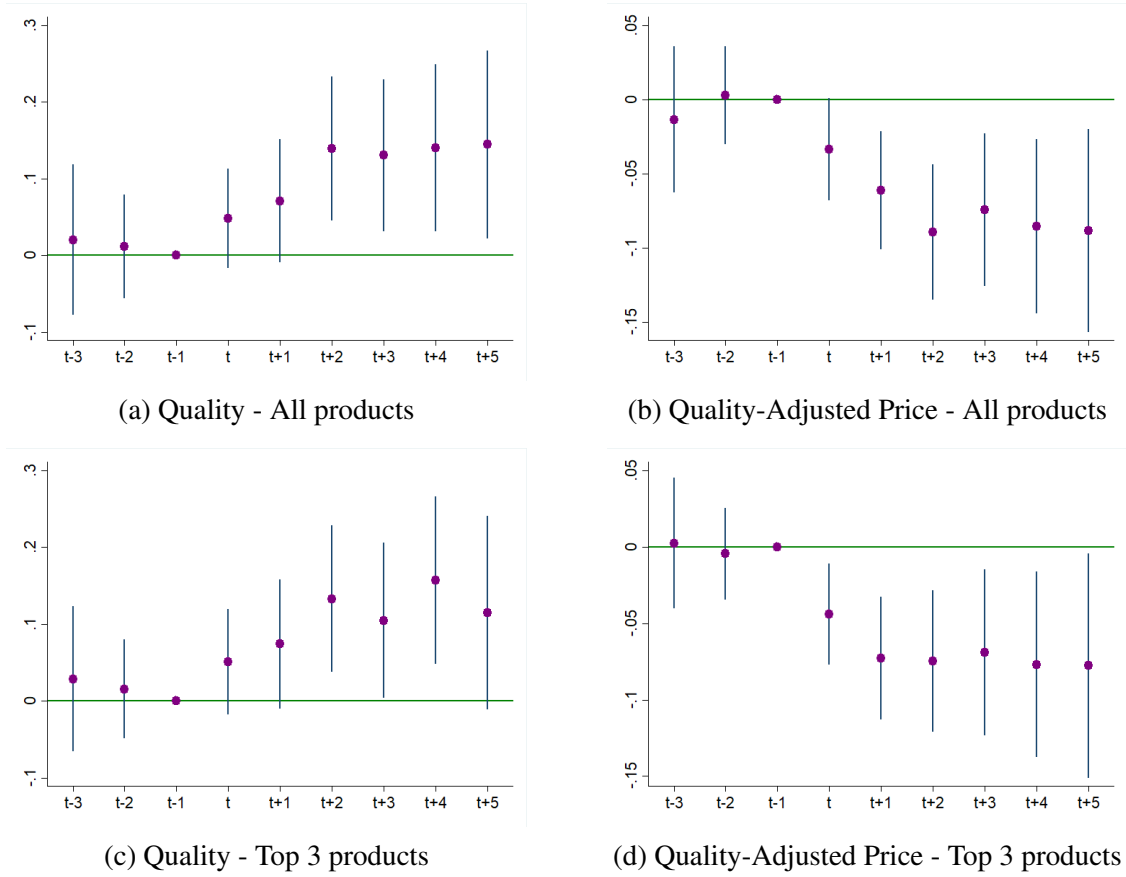 .3
.2
.1
0
-.1
t-3 t-2 t-1 t t+1 t+2 t+3 t+4 t+5
(a) Quality - All products
.05
0
-.05
-.1
-.15
t-3 t-2 t-1 t t+1 t+2 t+3 t+4 t+5
(b) Quality-Adjusted Price - All products
.3
.2
.1
0
-.1
t-3 t-2 t-1 t t+1 t+2 t+3 t+4 t+5
(c) Quality - Top 3 products
.05
0
-.05
-.1
-.15
t-3 t-2 t-1 t t+1 t+2 t+3 t+4 t+5
(d) Quality-Adjusted Price - Top 3 products